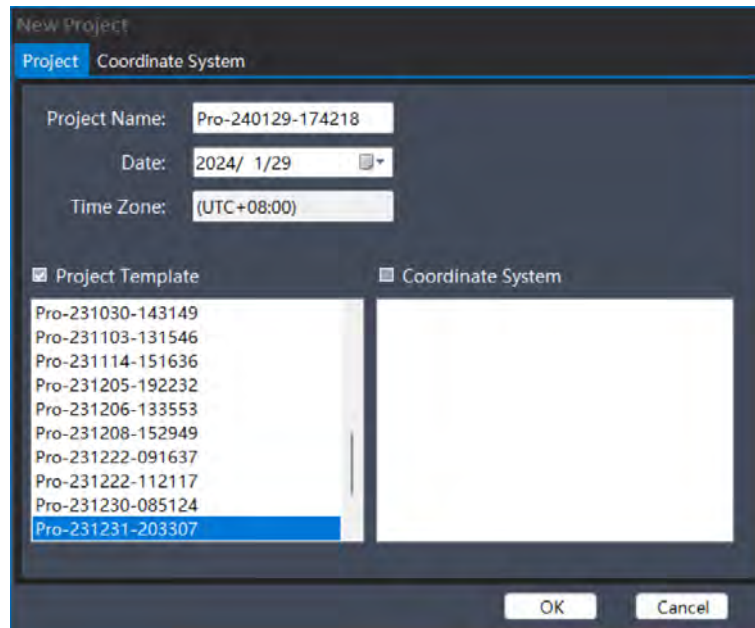 New Project
Project Coordinate System
Project Name: Pro-240129-174218
Date: 2024/ 1/29
Time Zone: (UTC+08:00)
Project Template
Coordinate System
Pro-231030-143149
Pro-231103-131546
Pro-231114-151636
Pro-231205-192232
Pro-231206-133553
Pro-231208-152949
Pro-231222-091637
Pro-231222-112117
Pro-231230-085124
Pro-231231-203307
OK Cancel